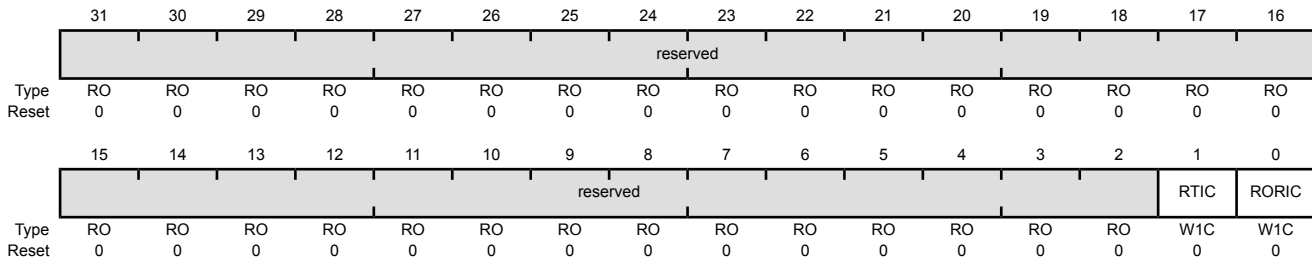 31 30 29 28 27 26 25 24 23 22 21 20 19 18 17 16
reserved
Type RO RO RO RO RO RO RO RO RO RO RO RO RO RO RO RO
Reset 0 0 0 0 0 0 0 0 0 0 0 0 0 0 0 0
15 14 13 12 11 10 9 8 7 6 5 4 3 2 1 0
reserved RTIC RORIC
Type RO RO RO RO RO RO RO RO RO RO RO RO RO RO W1C W1C
Reset 0 0 0 0 0 0 0 0 0 0 0 0 0 0 0 0